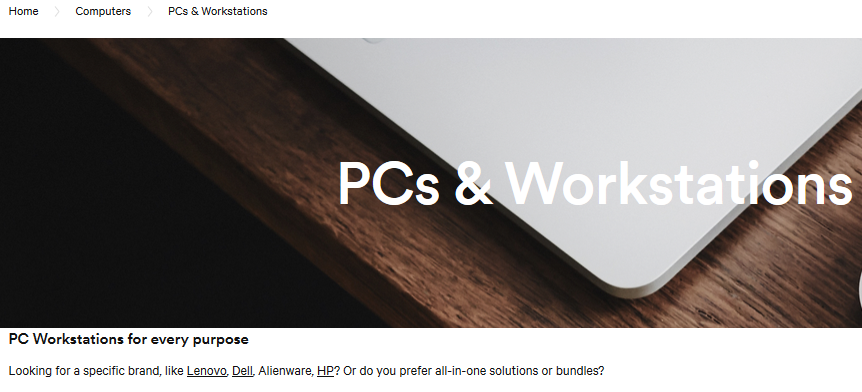 Home > Computers > PCs & Workstations
PCs & Workstations
PC Workstations for every purpose
Looking for a specific brand, like Lenovo, Dell, Alienware, HP? Or do you prefer all-in-one solutions or bundles?